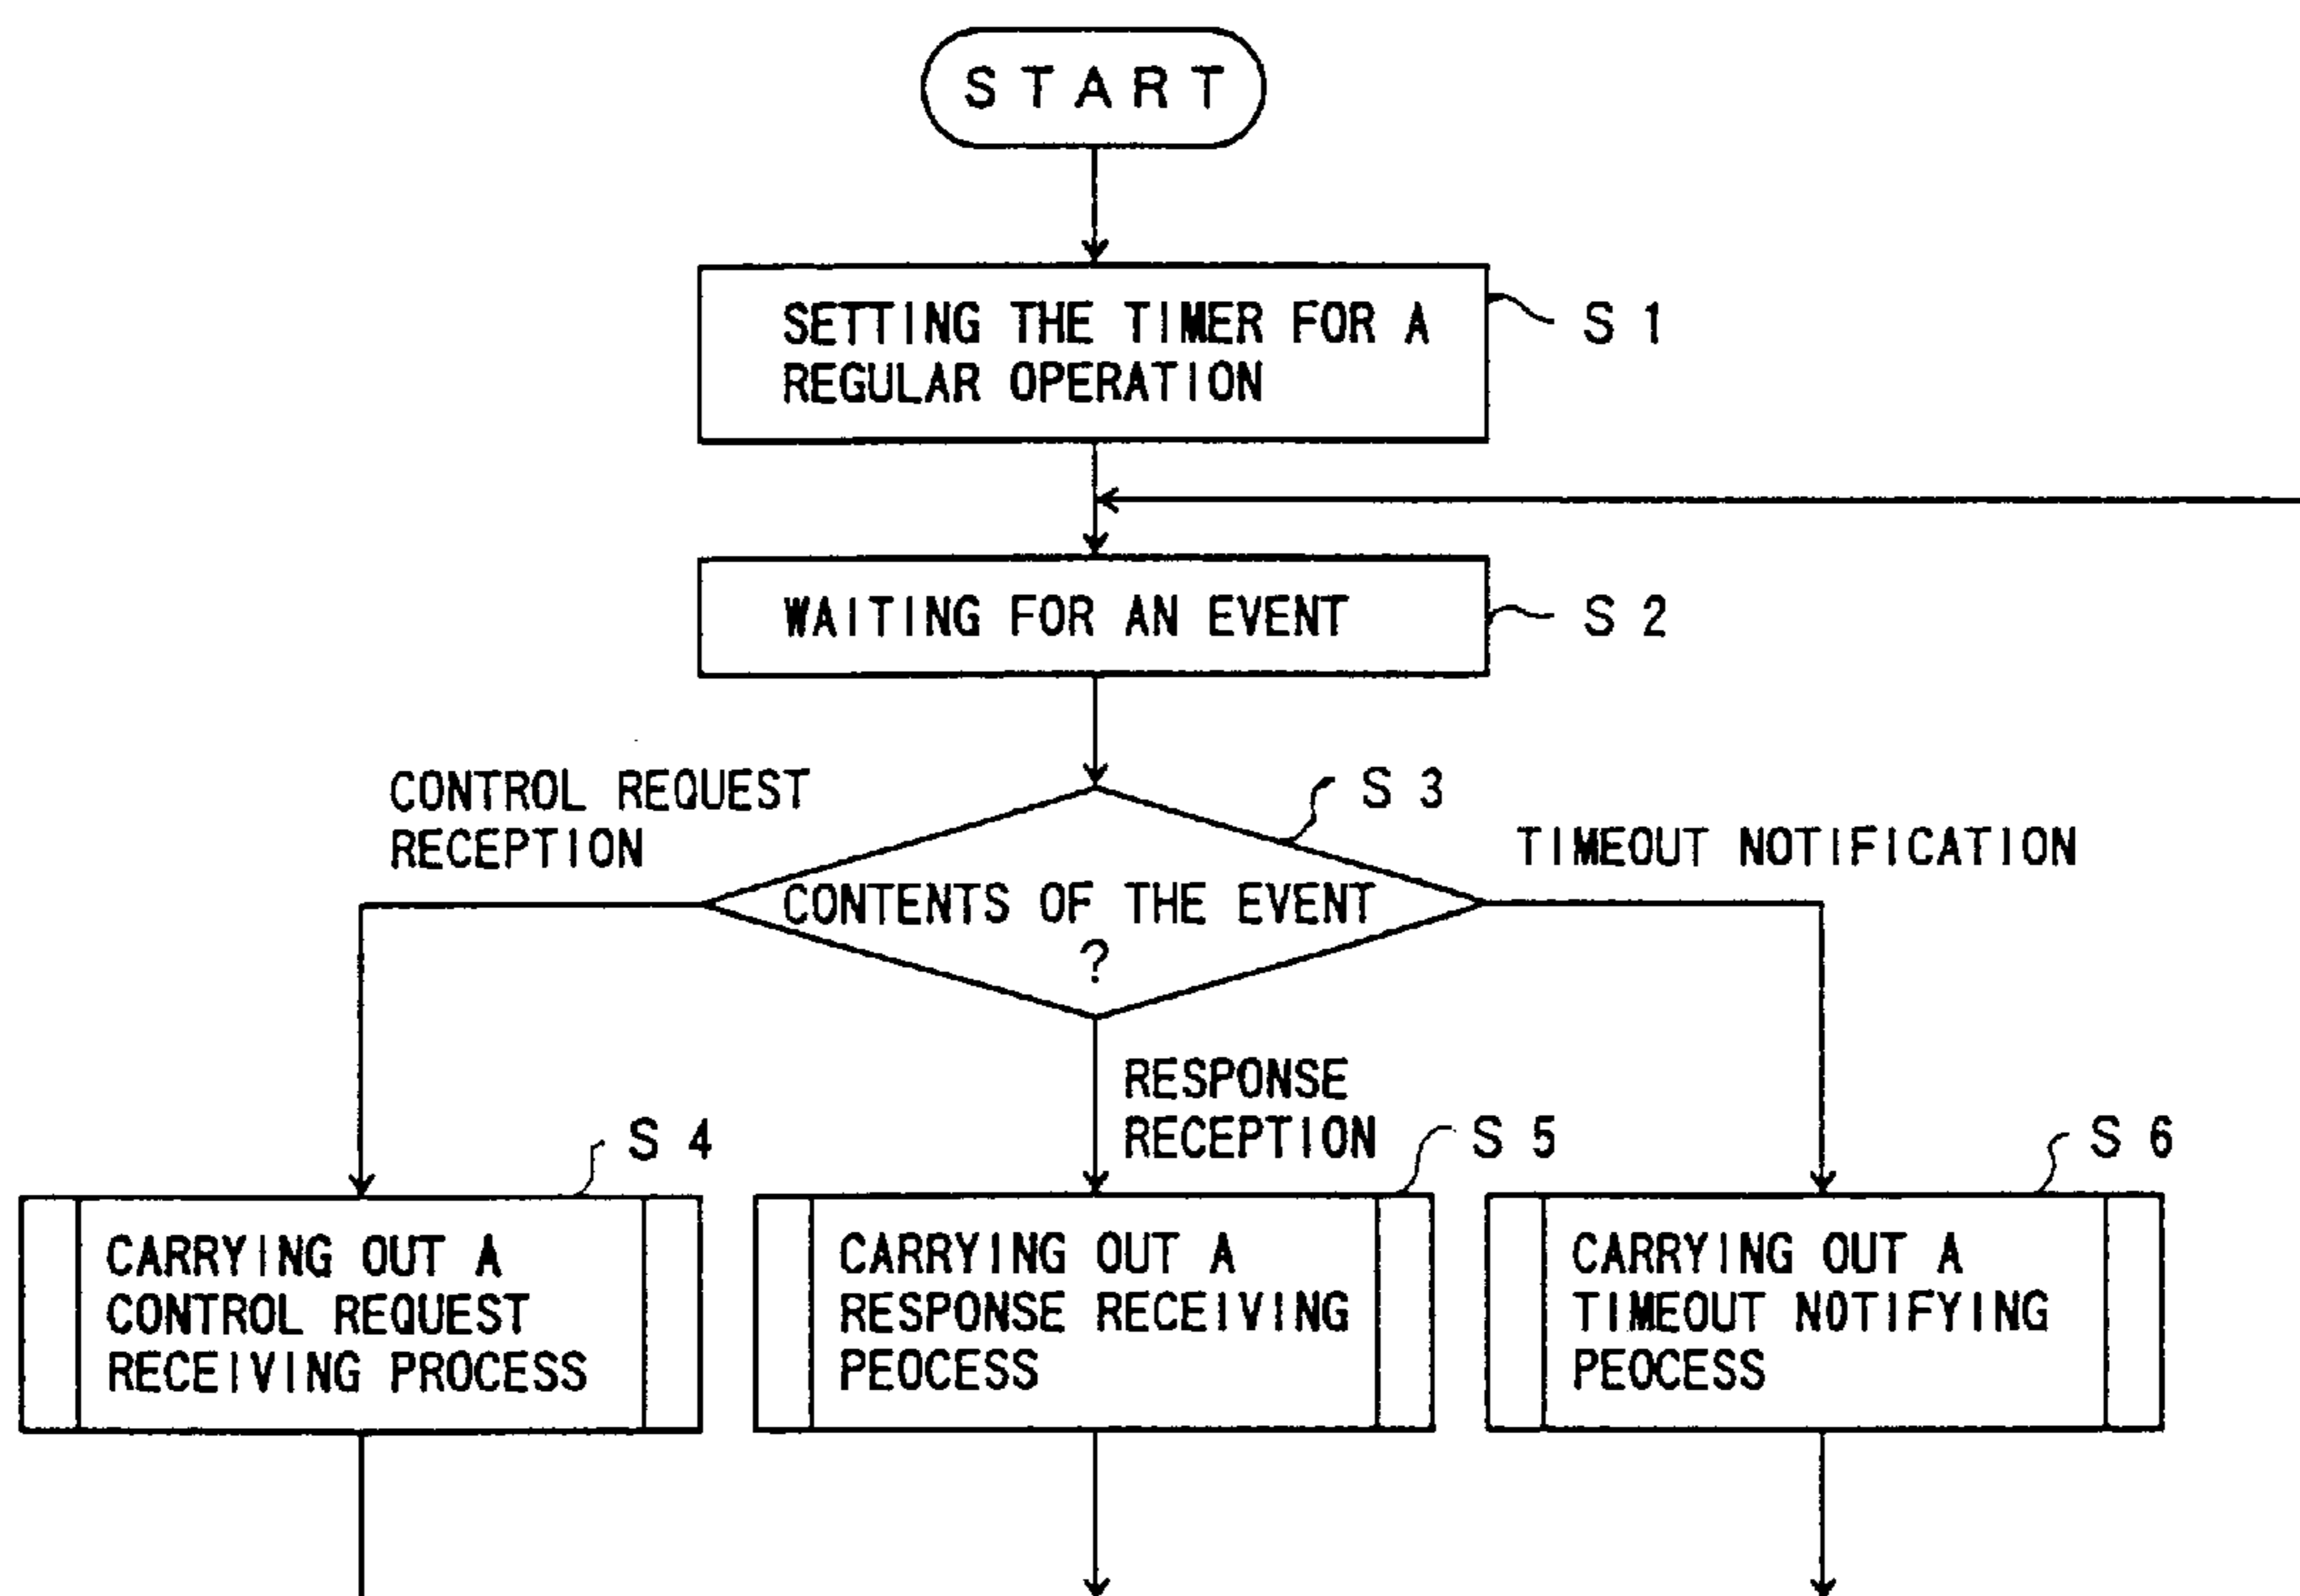 START
SETTING THE TIMER FOR A
REGULAR OPERATION
S 1
WAITING FOR AN EVENT
S 2
CONTROL REQUEST
RECEPTION
S 3
TIMEOUT NOTIFICATION
CONTENTS OF THE EVENT
?
RESPONSE
RECEPTION
S 4
S 5
S 6
CARRYING OUT A
CONTROL REQUEST
RECEIVING PROCESS
CARRYING OUT A
RESPONSE RECEIVING
PEOCESS
CARRYING OUT A
TIMEOUT NOTIFYING
PEOCESS